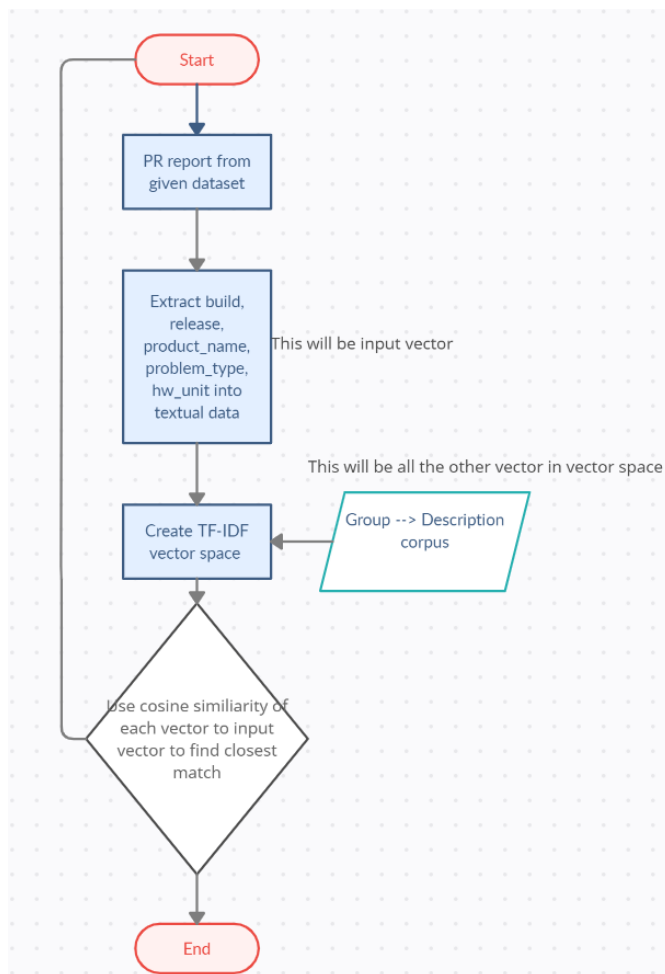 Start
PR report from
given dataset
Extract build,
release,
product_name,
problem_type,
hw_unit into
textual data
This will be input vector
This will be all the other vector in vector space
Create TF-IDF
vector space
Group --> Description
corpus
Use cosine similiarity of
each vector to input
vector to find closest
match
End